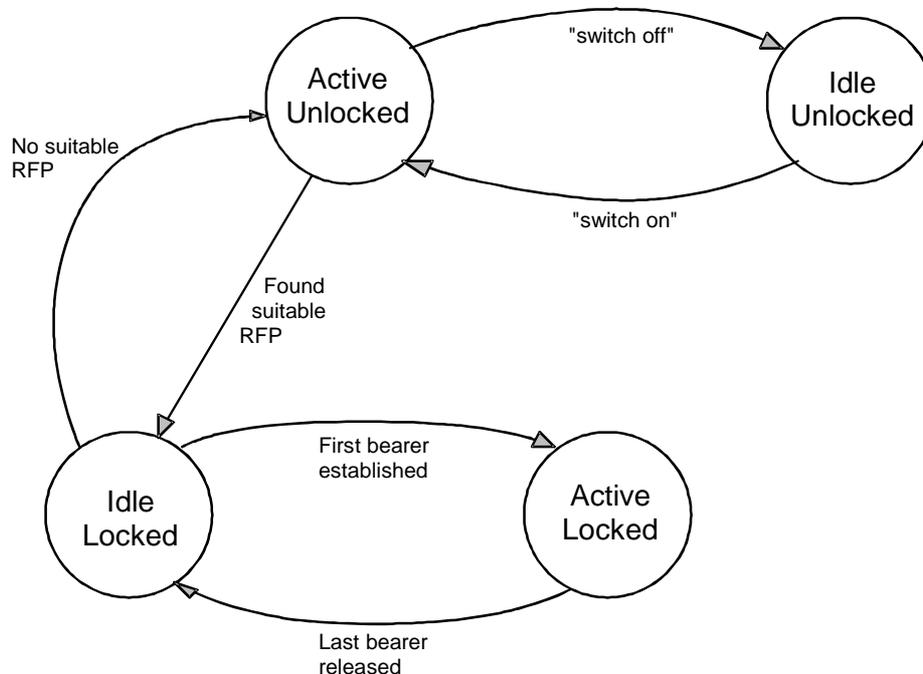 "switch off"
Active
Unlocked
Idle
Unlocked
No suitable
RFP
"switch on"
Found
suitable
RFP
First bearer
established
Idle
Locked
Active
Locked
Last bearer
released